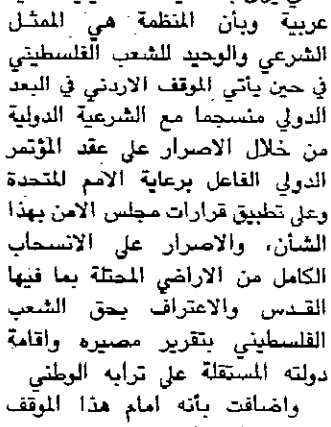 عربية وبأن المنظمة هي الممثل
الشرعي والوحيد للشعب الفلسطيني
في حين يأتي الموقف الاردني في البعد
الدولي منسجما مع الشرعية الدولية
من خلال الاصرار على عقد المؤتمر
الدولي الفاعل برعاية الامم المتحدة
وعلى تطبيق قرارات مجلس الامن بهذا
الشأن، والاصرار على الانسحاب
الكامل من الاراضي المحتلة بما فيها
القدس والاعتراف بحق الشعب
الفلسطيني بتقرير مصيره واقامة
دولته المستقلة على ترابه الوطني
واضافت بأنه امام هذا الموقف